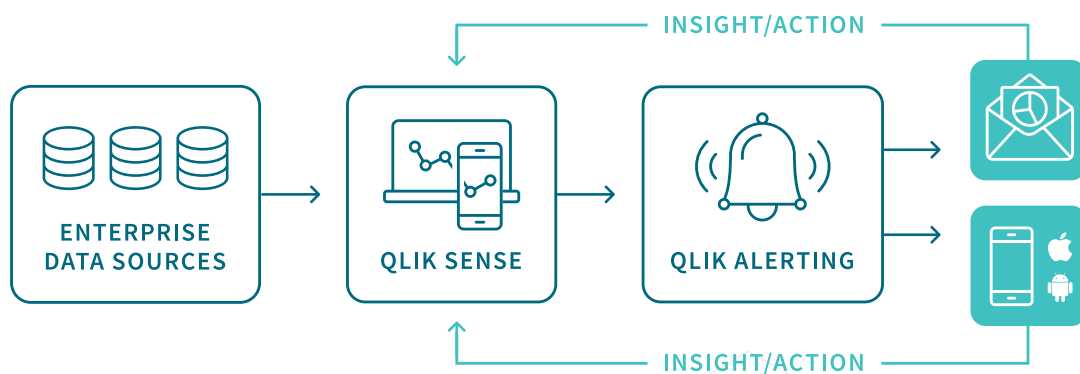 INSIGHT/ACTION
ENTERPRISE
DATA SOURCES
QLIK SENSE
QLIK ALERTING
INSIGHT/ACTION